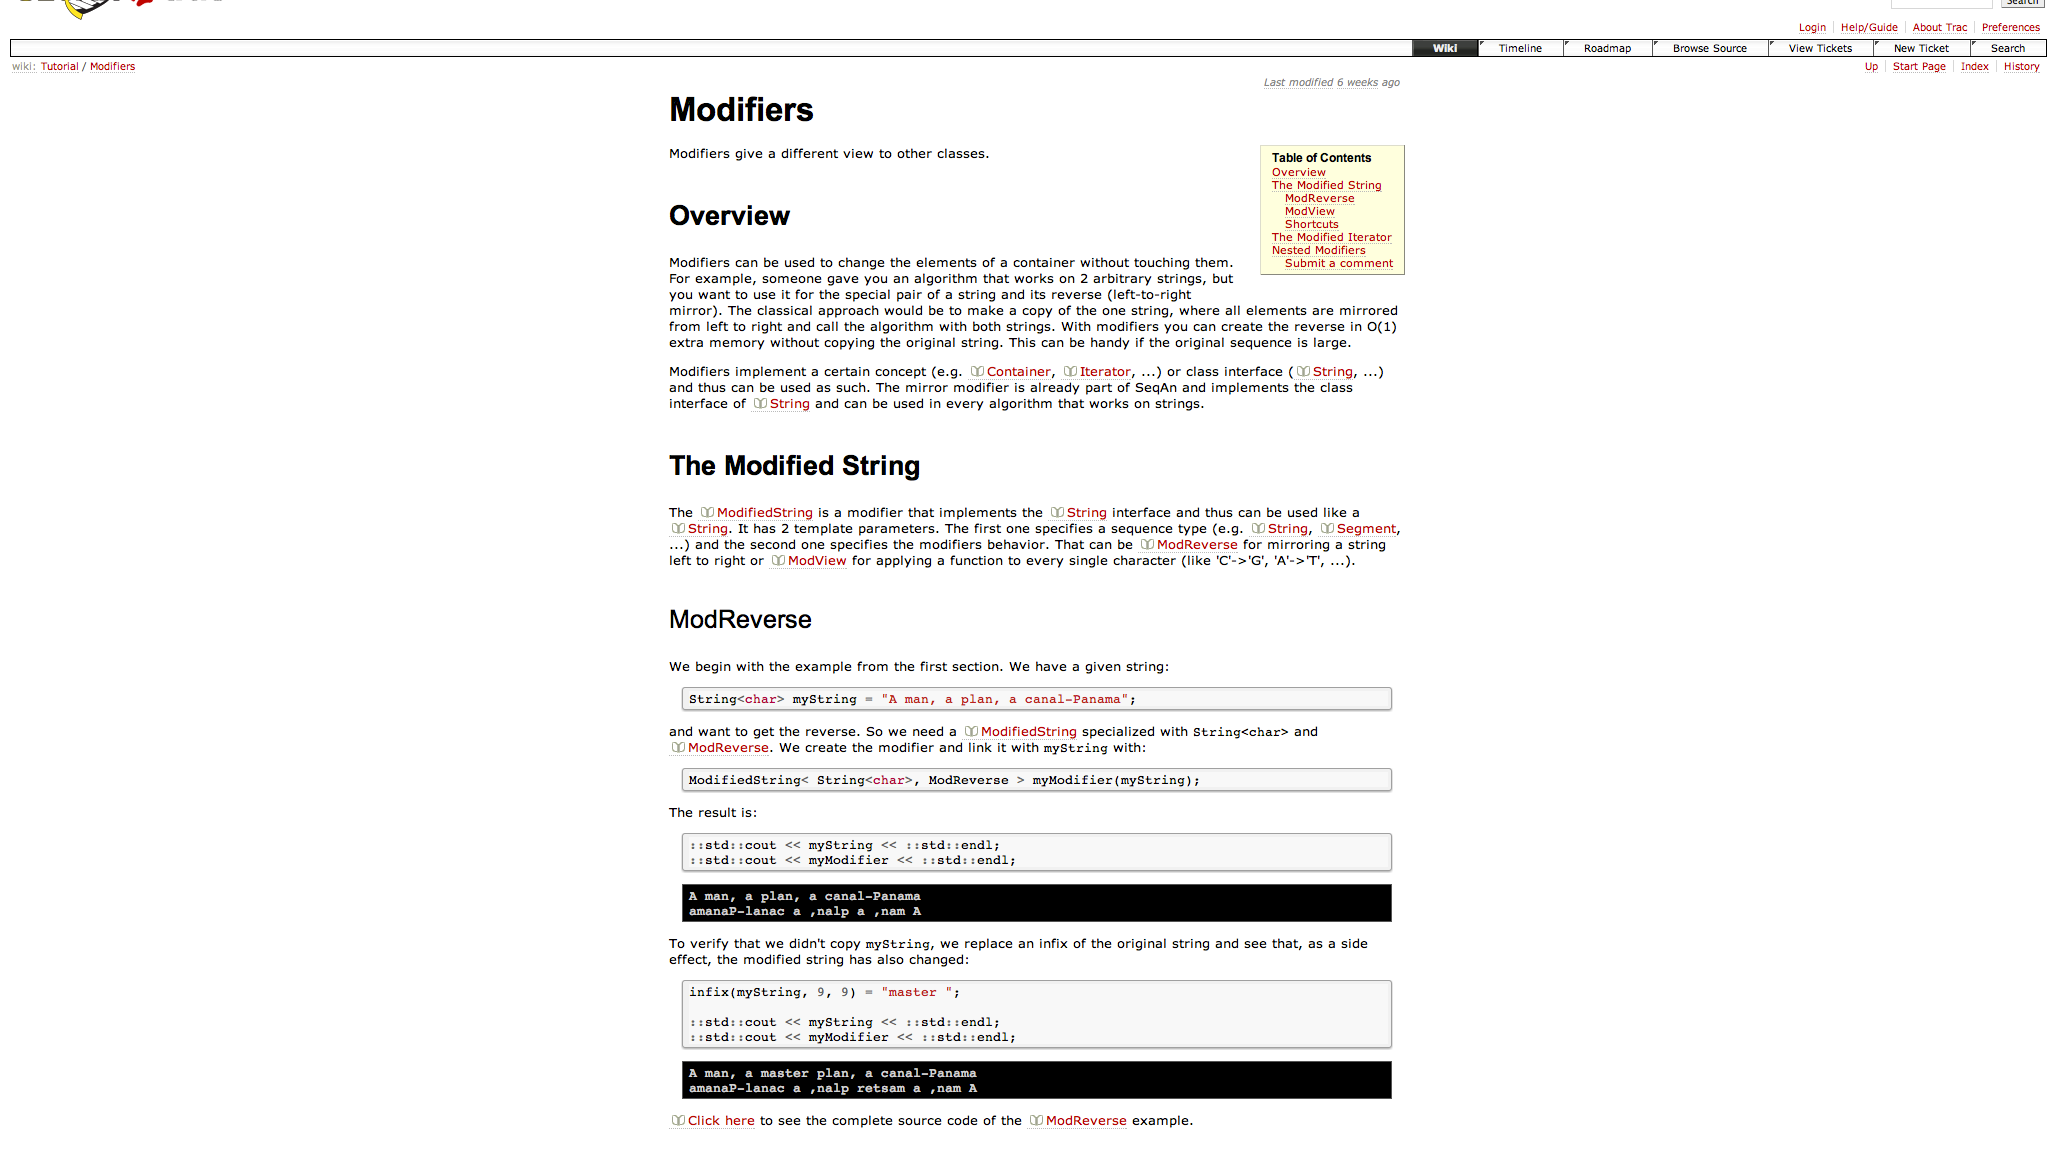 Search
Login Help/Guide About Trac Preferences
Wiki Timeline Roadmap Browse Source View Tickets New Ticket Search
wiki: Tutorial / Modifiers
Up Start Page Index History
Last modified 6 weeks ago
Modifiers
Modifiers give a different view to other classes.
Table of Contents
Overview
The Modified String
ModReverse
ModView
Shortcuts
The Modified Iterator
Nested Modifiers
Submit a comment
Overview
Modifiers can be used to change the elements of a container without touching them.
For example, someone gave you an algorithm that works on 2 arbitrary strings, but
you want to use it for the special pair of a string and its reverse (left-to-right
mirror). The classical approach would be to make a copy of the one string, where all elements are mirrored
from left to right and call the algorithm with both strings. With modifiers you can create the reverse in O(1)
extra memory without copying the original string. This can be handy if the original sequence is large.
Modifiers implement a certain concept (e.g. Container, Iterator, ...) or class interface ( String, ...)
and thus can be used as such. The mirror modifier is already part of SeqAn and implements the class
interface of String and can be used in every algorithm that works on strings.
The Modified String
The ModifiedString is a modifier that implements the String interface and thus can be used like a
String. It has 2 template parameters. The first one specifies a sequence type (e.g. String, Segment,
...) and the second one specifies the modifiers behavior. That can be ModReverse for mirroring a string
left to right or ModView for applying a function to every single character (like 'C'->'G', 'A'->'T', ...).
ModReverse
We begin with the example from the first section. We have a given string:
String<char> myString = "A man, a plan, a canal-Panama";
and want to get the reverse. So we need a ModifiedString specialized with String<char> and
ModReverse. We create the modifier and link it with myString with:
ModifiedString< String<char>, ModReverse > myModifier(myString);
The result is:
::std::cout << myString << ::std::endl;
::std::cout << myModifier << ::std::endl;
A man, a plan, a canal-Panama
amanaP-lanac a ,nalp a ,nam A
To verify that we didn't copy myString, we replace an infix of the original string and see that, as a side
effect, the modified string has also changed:
infix(myString, 9, 9) = "master ";
::std::cout << myString << ::std::endl;
::std::cout << myModifier << ::std::endl;
A man, a master plan, a canal-Panama
amanaP-lanac a ,nalp retsam a ,nam A
Click here to see the complete source code of the ModReverse example.